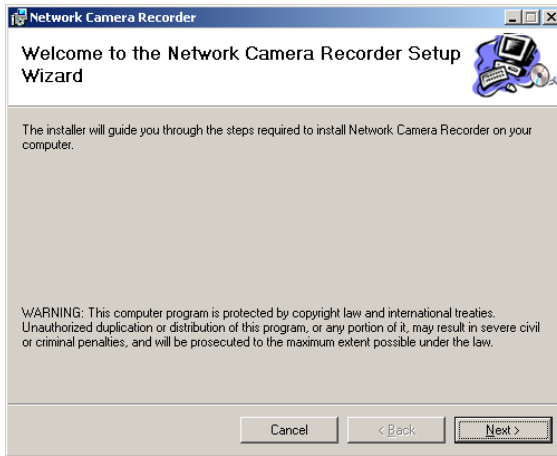 Network Camera Recorder
Welcome to the Network Camera Recorder Setup
Wizard
The installer will guide you through the steps required to install Network Camera Recorder on your
computer.
WARNING: This computer program is protected by copyright law and international treaties.
Unauthorized duplication or distribution of this program, or any portion of it, may result in severe civil
or criminal penalties, and will be prosecuted to the maximum extent possible under the law.
Cancel
< Back
Next >